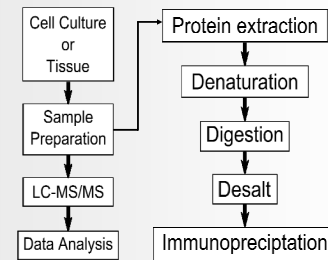 Cell Culture
or
Tissue
Sample
Preparation
LC-MS/MS
Data Analysis
Protein extraction
Denaturation
Digestion
Desalt
Immunopreciptation